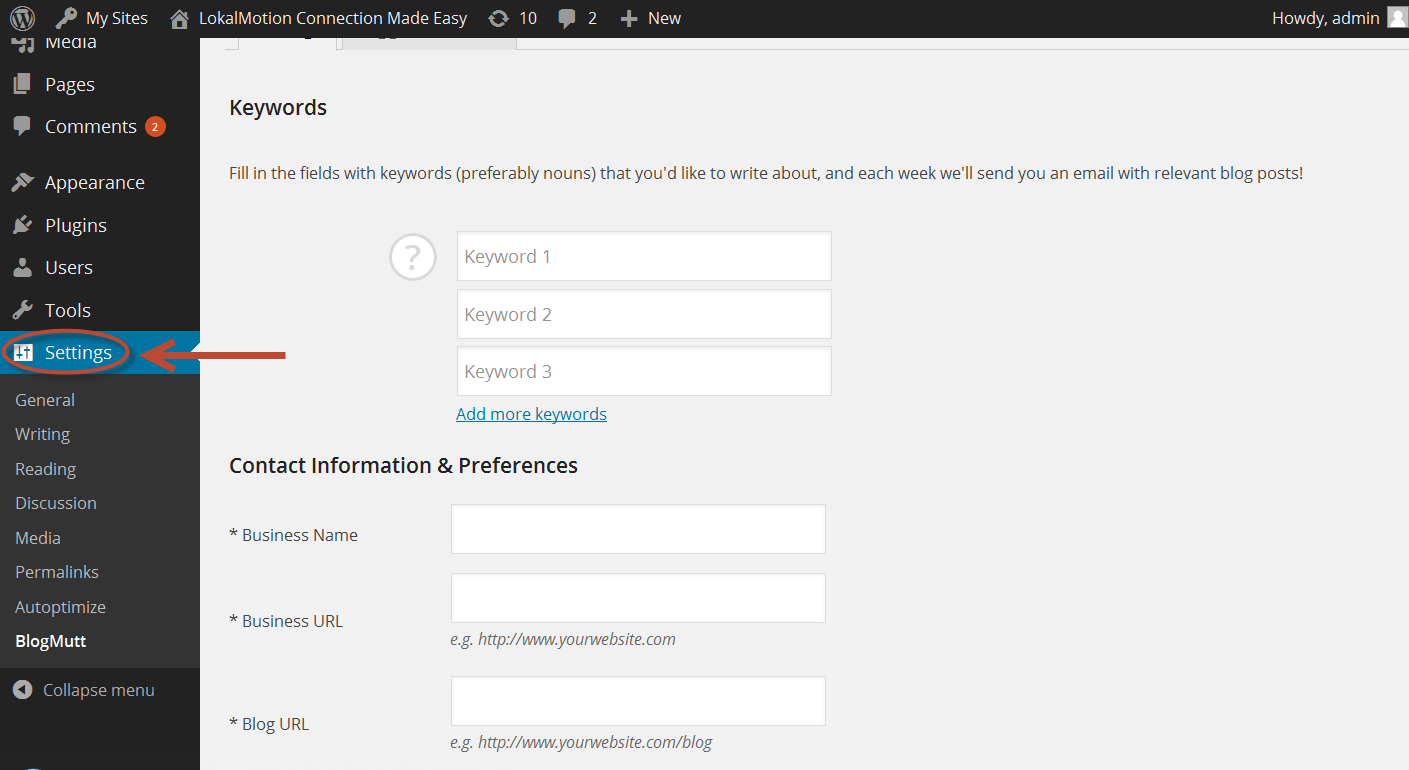 My Sites LokalMotion Connection Made Easy 10 2 New Howdy, admin
Media
Pages
Comments 2
Appearance
Plugins
Users
Tools
Settings
General
Writing
Reading
Discussion
Media
Permalinks
Autoptimize
BlogMutt
Collapse menu
Keywords
Fill in the fields with keywords (preferably nouns) that you'd like to write about, and each week we'll send you an email with relevant blog posts!
? Keyword 1
Keyword 2
Keyword 3
Add more keywords
Contact Information & Preferences
* Business Name
* Business URL
e.g. http://www.yourwebsite.com
* Blog URL
e.g. http://www.yourwebsite.com/blog